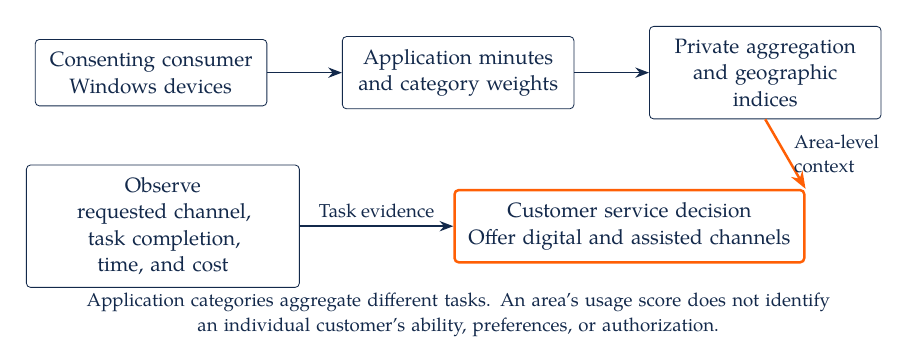 Consenting consumer
Windows devices
Application minutes
and category weights
Private aggregation
and geographic
indices
Area-level
context
Observe
requested channel,
task completion,
time, and cost
Task evidence
Customer service decision
Offer digital and assisted channels
Application categories aggregate different tasks. An area's usage score does not identify
an individual customer's ability, preferences, or authorization.